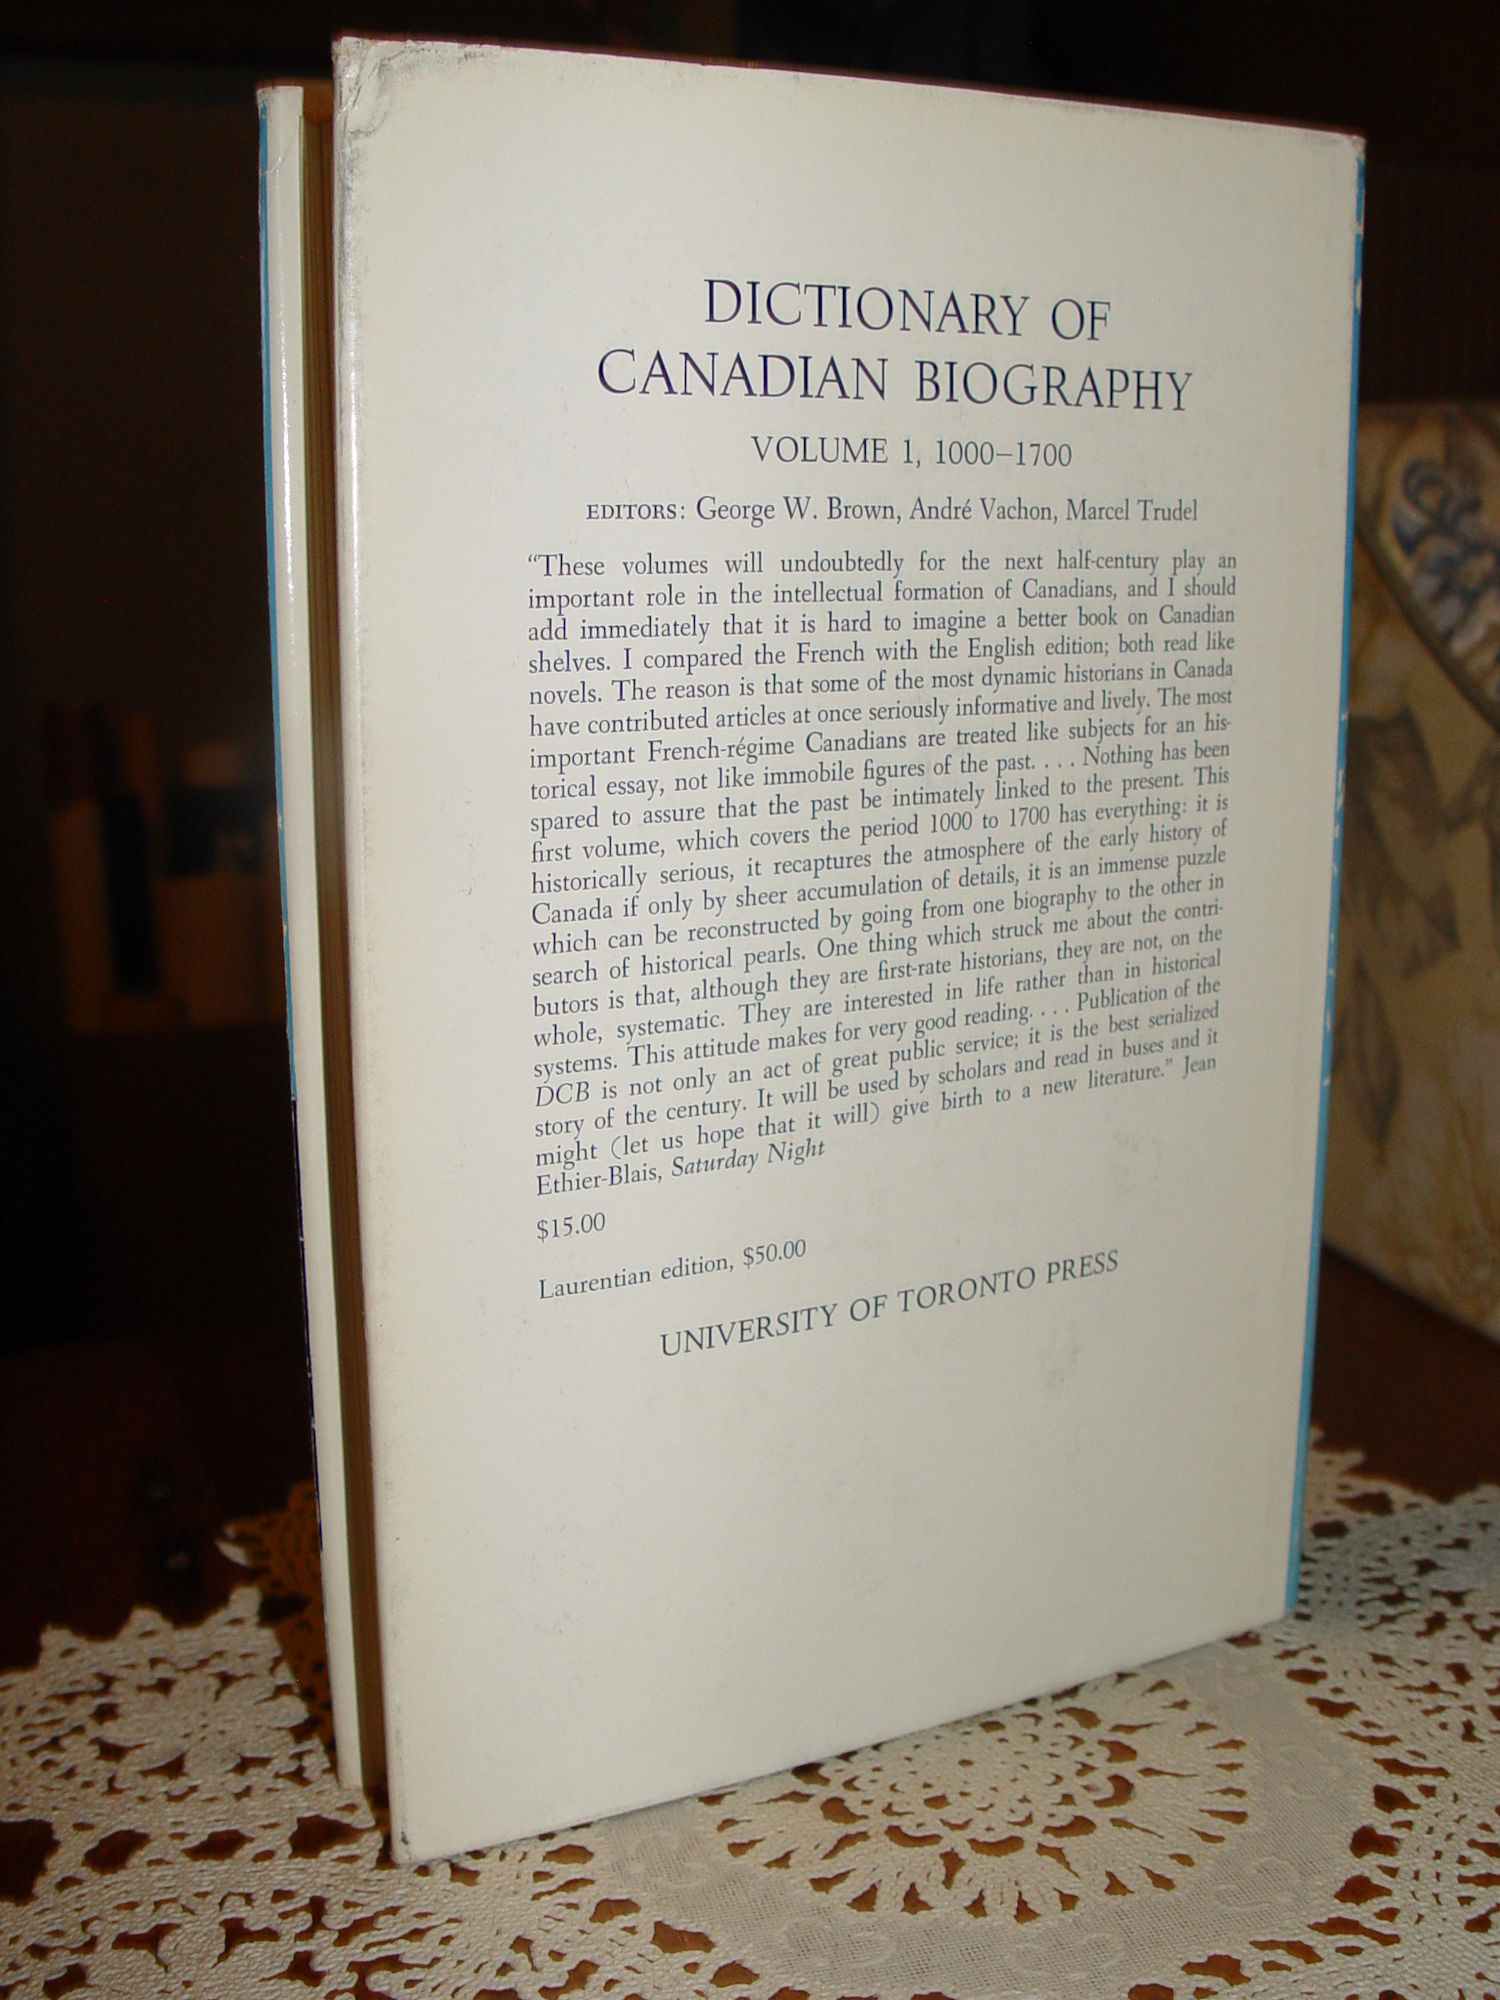 DICTIONARY OF
CANADIAN BIOGRAPHY
VOLUME 1, 1000–1700
EDITORS: George W. Brown, André Vachon, Marcel Trudel
“These volumes will undoubtedly for the next half-century play an
important role in the intellectual formation of Canadians, and I should
add immediately that it is hard to imagine a better book on Canadian
shelves. I compared the French with the English edition; both read like
novels. The reason is that some of the most dynamic historians in Canada
have contributed articles at once seriously informative and lively. The most
important French-régime Canadians are treated like subjects for an his-
torical essay, not like immobile figures of the past. . . . Nothing has been
spared to assure that the past be intimately linked to the present. This
first volume, which covers the period 1000 to 1700 has everything: it is
historically serious, it recaptures the atmosphere of the early history of
Canada if only by sheer accumulation of details, it is an immense puzzle
which can be reconstructed by going from one biography to the other in
search of historical pearls. One thing which struck me about the contri-
butors is that, although they are first-rate historians, they are not, on the
whole, systematic. They are interested in life rather than in historical
systems. This attitude makes for very good reading. . . . Publication of the
DCB is not only an act of great public service; it is the best serialized
story of the century. It will be used by scholars and read in buses and it
might (let us hope that it will) give birth to a new literature.” Jean
Ethier-Blais, Saturday Night
$15.00
Laurentian edition, $50.00
UNIVERSITY OF TORONTO PRESS